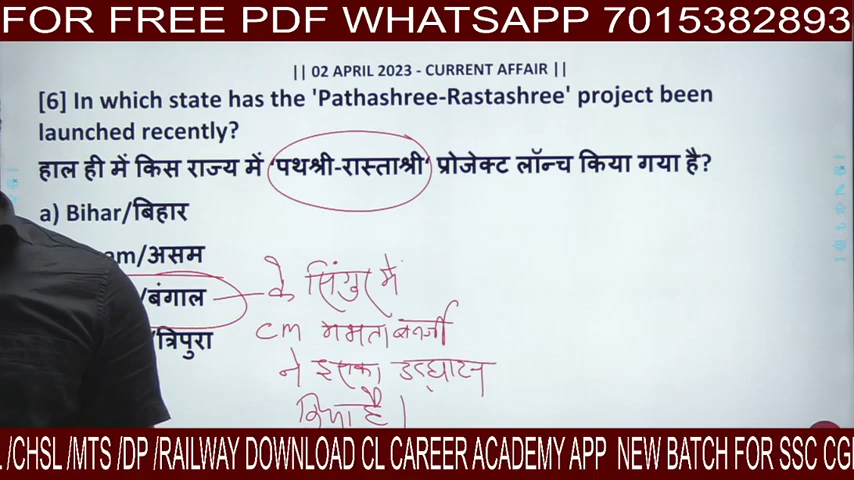 FOR FREE PDF WHATSAPP 7015382893
|| 02 APRIL 2023 - CURRENT AFFAIR ||
[6] In which state has the 'Pathashree-Rastashree' project been
launched recently?
हाल ही में किस राज्य में 'पथश्री-रास्ताश्री' प्रोजेक्ट लॉन्च किया गया है?
a) Bihar/बिहार
am/असम
/बंगाल
के सिंगुर में
/त्रिपुरा
CM ममता बनर्जी
ने इसका उद्घाटन
किया है।
/CHSL /MTS /DP /RAILWAY DOWNLOAD CL CAREER ACADEMY APP NEW BATCH FOR SSC CG